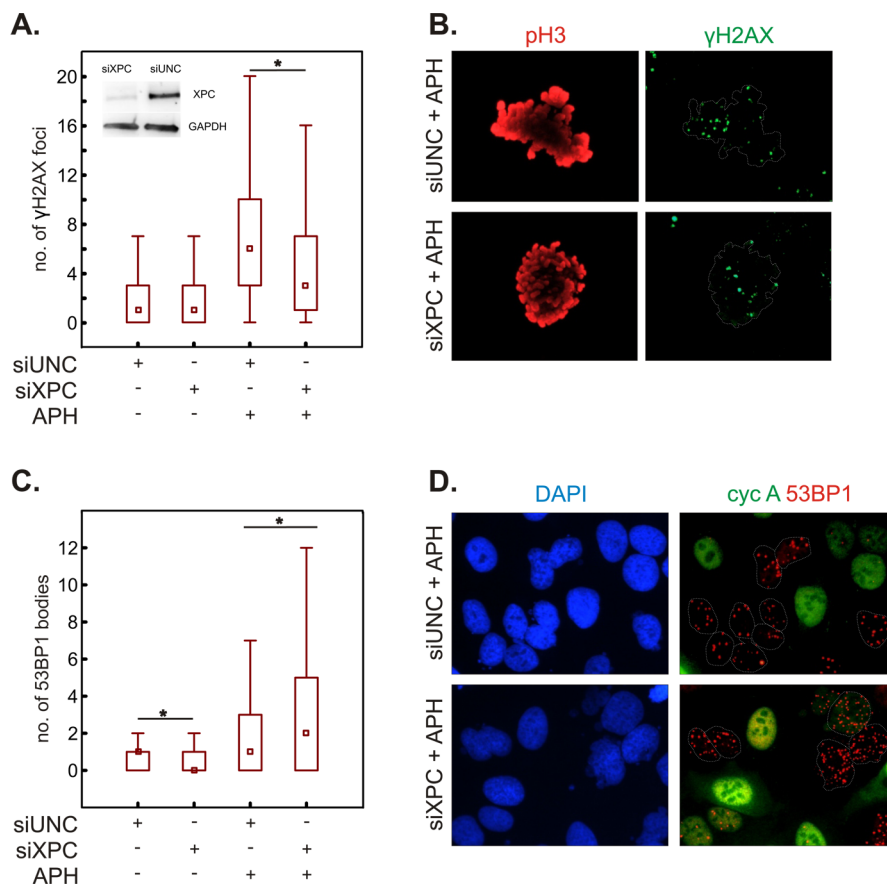 A.
siXPC siUNC
XPC
GAPDH
20
16
12
8
4
0
no. of γH2AX foci
siUNC + - + -
siXPC - + - +
APH - - + +
B.
pH3 γH2AX
siUNC + APH
siXPC + APH
C.
12
10
8
6
4
2
0
no. of 53BP1 bodies
* *
siUNC + - + -
siXPC - + - +
APH - - + +
D.
DAPI cyc A 53BP1
siUNC + APH
siXPC + APH